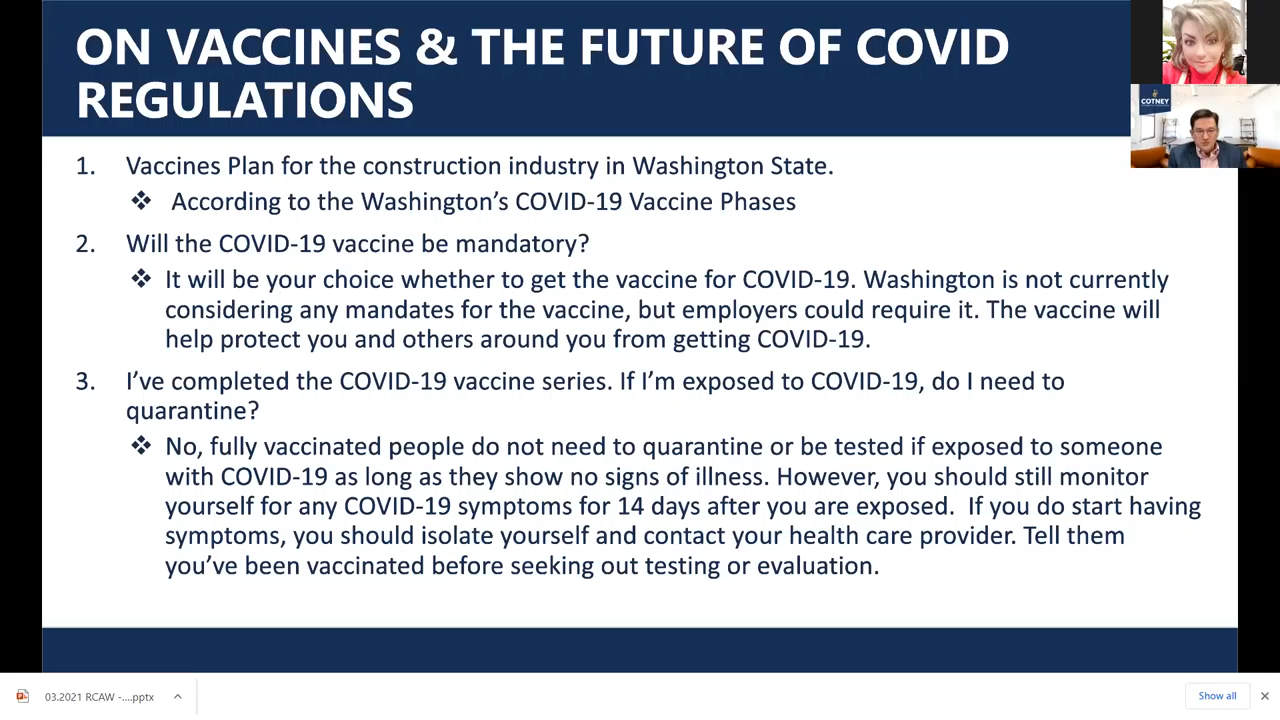 ON VACCINES & THE FUTURE OF COVID
REGULATIONS
COTNEY
1. Vaccines Plan for the construction industry in Washington State.
❖ According to the Washington’s COVID-19 Vaccine Phases
2. Will the COVID-19 vaccine be mandatory?
❖ It will be your choice whether to get the vaccine for COVID-19. Washington is not currently
considering any mandates for the vaccine, but employers could require it. The vaccine will
help protect you and others around you from getting COVID-19.
3. I’ve completed the COVID-19 vaccine series. If I’m exposed to COVID-19, do I need to
quarantine?
❖ No, fully vaccinated people do not need to quarantine or be tested if exposed to someone
with COVID-19 as long as they show no signs of illness. However, you should still monitor
yourself for any COVID-19 symptoms for 14 days after you are exposed.  If you do start having
symptoms, you should isolate yourself and contact your health care provider. Tell them
you’ve been vaccinated before seeking out testing or evaluation.
03.2021 RCAW -....pptx
Show all